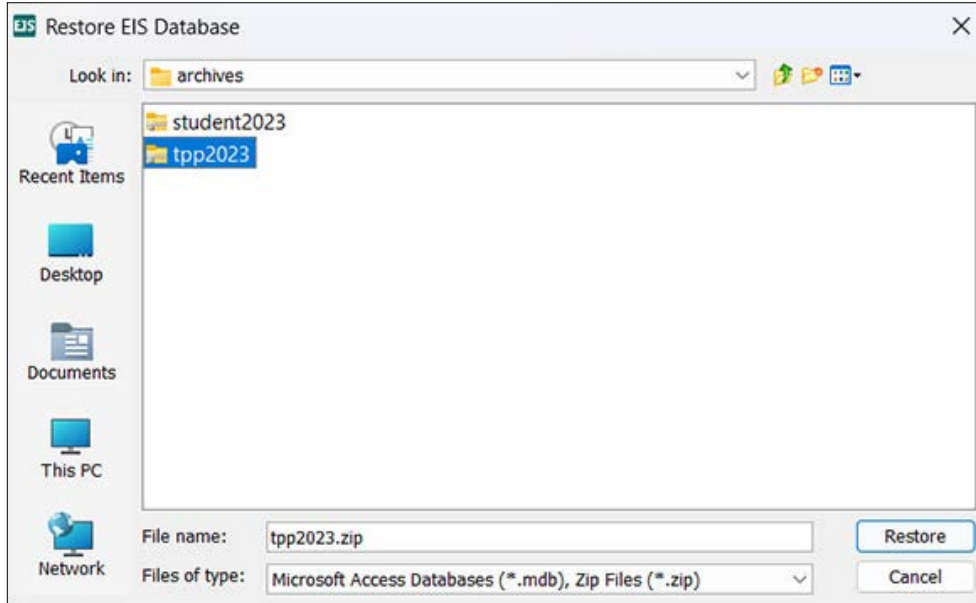 EIS Restore EIS Database
Look in: archives
student2023
tpp2023
Recent Items
Desktop
Documents
This PC
Network
File name: tpp2023.zip Restore
Files of type: Microsoft Access Databases (*.mdb), Zip Files (*.zip) Cancel